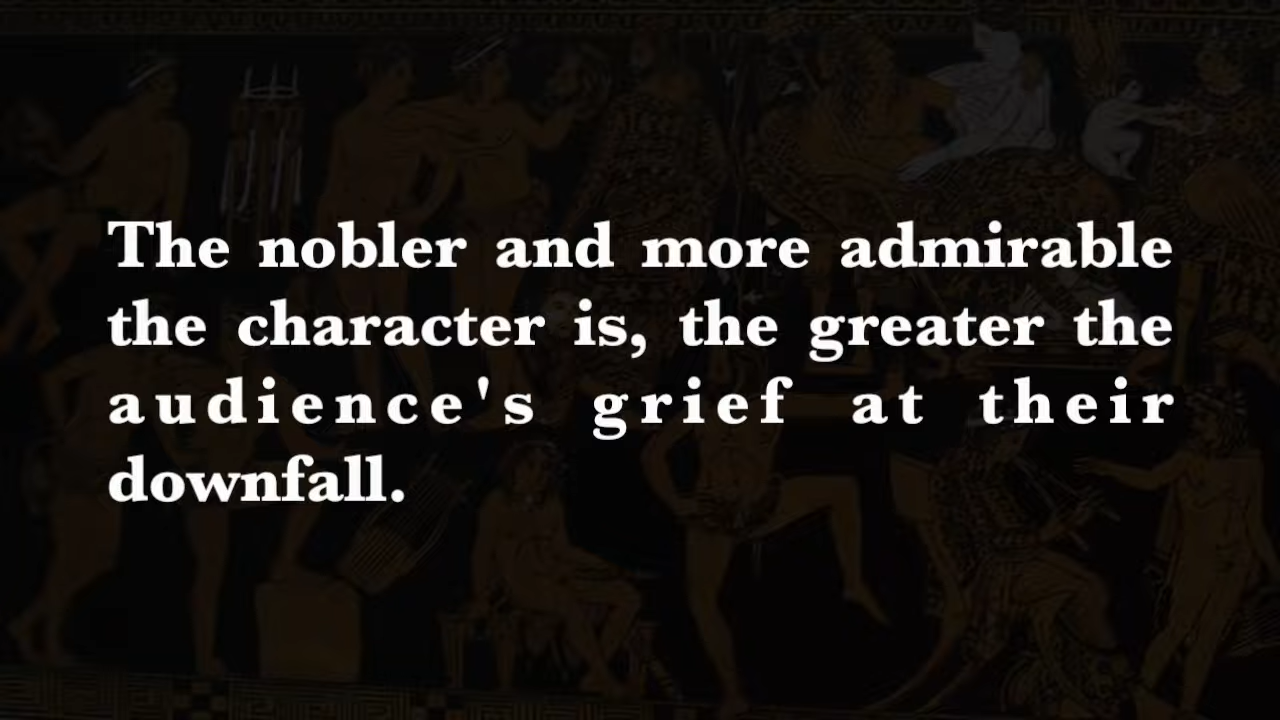 The nobler and more admirable
the character is, the greater the
audience's grief at their
downfall.